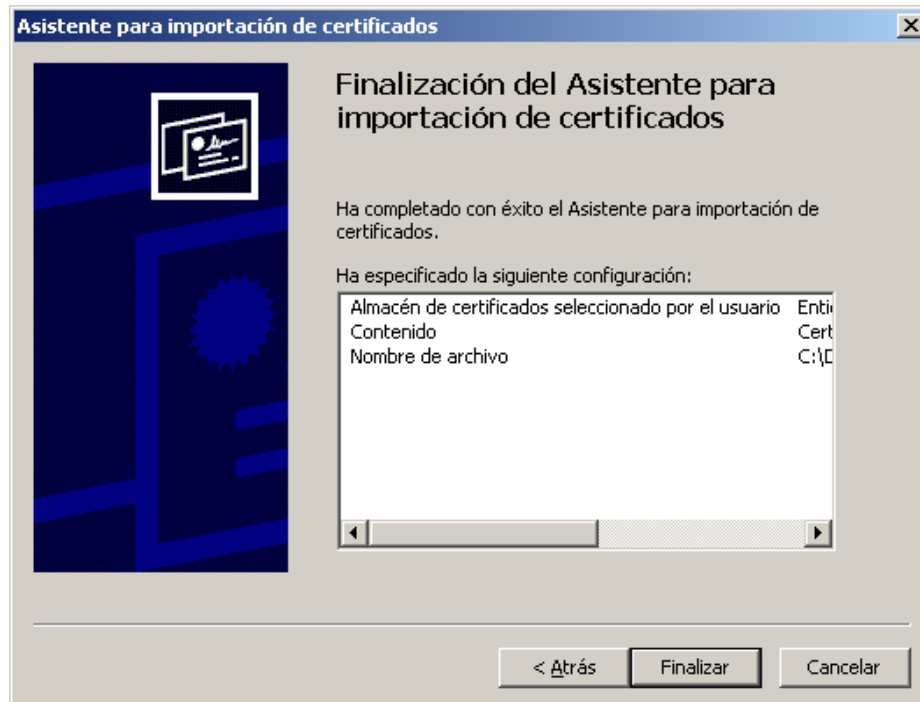 Asistente para importación de certificados
Finalización del Asistente para
importación de certificados
Ha completado con éxito el Asistente para importación de
certificados.
Ha especificado la siguiente configuración:
Almacén de certificados seleccionado por el usuario Enti
Contenido Cert
Nombre de archivo C:\D
< Atrás Finalizar Cancelar